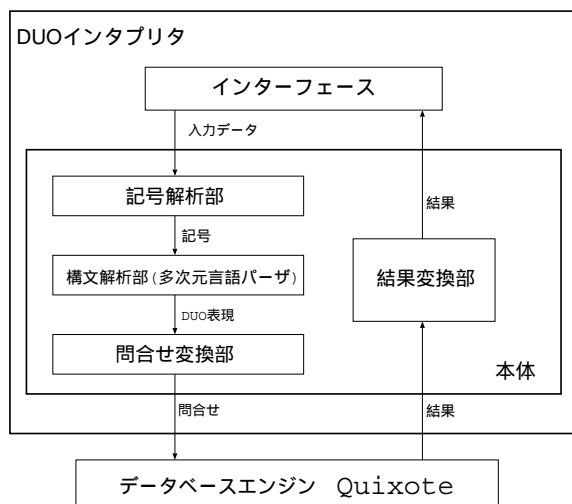 DUOインタプリタ
インターフェース
入力データ
記号解析部
結果
記号
構文解析部(多次元言語パーザ)
結果変換部
DUO表現
問合せ変換部
本体
問合せ
結果
データベースエンジン Quixote